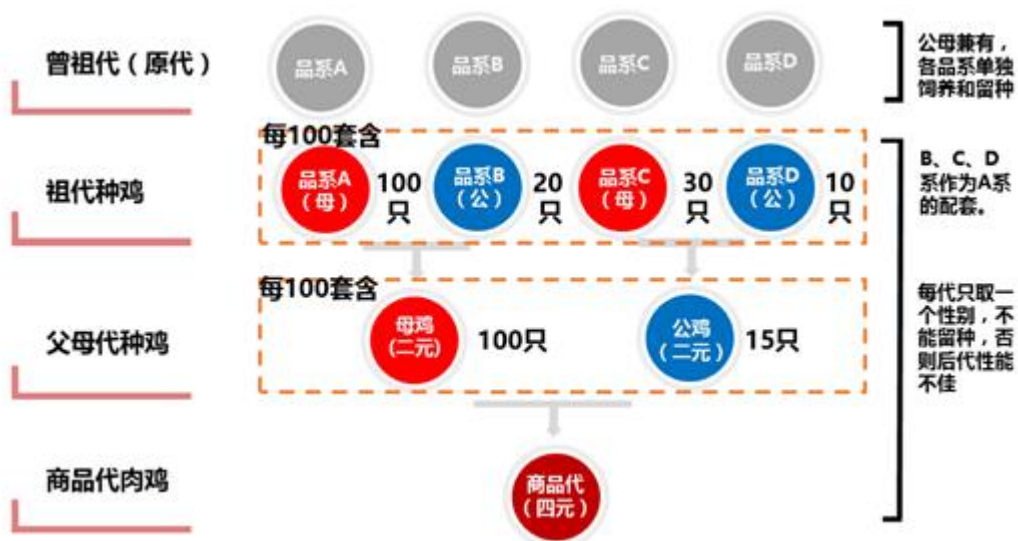 曾祖代（原代）
品系A
品系B
品系C
品系D
公母兼有，
各品系单独
饲养和留种
每100套含
祖代种鸡
品系A
（母）
100
只
品系B
（公）
20
只
品系C
（母）
30
只
品系D
（公）
10
只
B、C、D
系作为A系
的配套。
每100套含
父母代种鸡
母鸡
(二元)
100只
公鸡
（二元）
15只
每代只取一
个性别，不
能留种，否
则后代性能
不佳
商品代肉鸡
商品代
（四元）